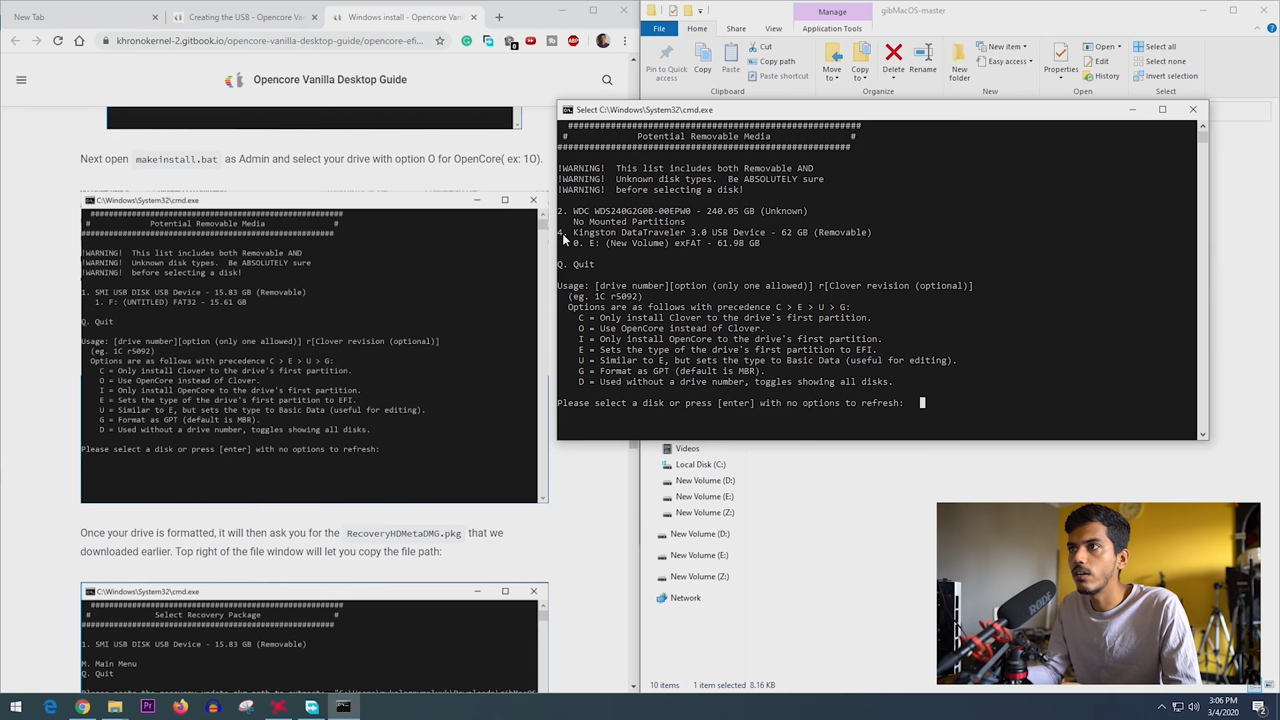 New Tab
Creating the USB - Opencore Van
Windows install - Opencore Vanil
khronokernel-2.gitbook.io/opencore-vanilla-desktop-guide/opencore-efi...
Opencore Vanilla Desktop Guide
Next open makeinstall.bat as Admin and select your drive with option O for OpenCore( ex: 1O).
C:\Windows\System32\cmd.exe
######################################################
# Potential Removable Media #
######################################################
!WARNING! This list includes both Removable AND
!WARNING! Unknown disk types. Be ABSOLUTELY sure
!WARNING! before selecting a disk!
1. SMI USB DISK USB Device - 15.83 GB (Removable)
1. F: (UNTITLED) FAT32 - 15.61 GB
Q. Quit
Usage: [drive number][option (only one allowed)] r[Clover revision (optional)]
(eg. 1C r5092)
Options are as follows with precedence C > E > U > G:
C = Only install Clover to the drive's first partition.
O = Use OpenCore instead of Clover.
I = Only install OpenCore to the drive's first partition.
E = Sets the type of the drive's first partition to EFI.
U = Similar to E, but sets the type to Basic Data (useful for editing).
G = Format as GPT (default is MBR).
D = Used without a drive number, toggles showing all disks.
Please select a disk or press [enter] with no options to refresh:
Once your drive is formatted, it will then ask you for the RecoveryHDMetaDMG.pkg that we
downloaded earlier. Top right of the file window will let you copy the file path:
C:\Windows\System32\cmd.exe
######################################################
# Select Recovery Package #
######################################################
1. SMI USB DISK USB Device - 15.83 GB (Removable)
M. Main Menu
Q. Quit
Manage
gibMacOS-master
File
Home
Share
View
Application Tools
Pin to Quick
access
Copy
Paste
Cut
Copy path
Paste shortcut
Move
to
Copy
to
Delete
Rename
New
folder
New item
Easy access
Properties
Open
Edit
History
Select all
Select none
Invert selection
Clipboard
Organize
New
Open
Select
Select C:\Windows\System32\cmd.exe
######################################################
# Potential Removable Media #
######################################################
!WARNING! This list includes both Removable AND
!WARNING! Unknown disk types. Be ABSOLUTELY sure
!WARNING! before selecting a disk!
2. WDC WDS240G2G0B-00EPW0 - 240.05 GB (Unknown)
No Mounted Partitions
4. Kingston DataTraveler 3.0 USB Device - 62 GB (Removable)
0. E: (New Volume) exFAT - 61.98 GB
Q. Quit
Usage: [drive number][option (only one allowed)] r[Clover revision (optional)]
(eg. 1C r5092)
Options are as follows with precedence C > E > U > G:
C = Only install Clover to the drive's first partition.
O = Use OpenCore instead of Clover.
I = Only install OpenCore to the drive's first partition.
E = Sets the type of the drive's first partition to EFI.
U = Similar to E, but sets the type to Basic Data (useful for editing).
G = Format as GPT (default is MBR).
D = Used without a drive number, toggles showing all disks.
Please select a disk or press [enter] with no options to refresh:
Videos
Local Disk (C:)
New Volume (D:)
New Volume (E:)
New Volume (Z:)
New Volume (D:)
New Volume (E:)
New Volume (Z:)
Network
10 items
1 item selected 8.16 KB
3:06 PM
3/4/2020